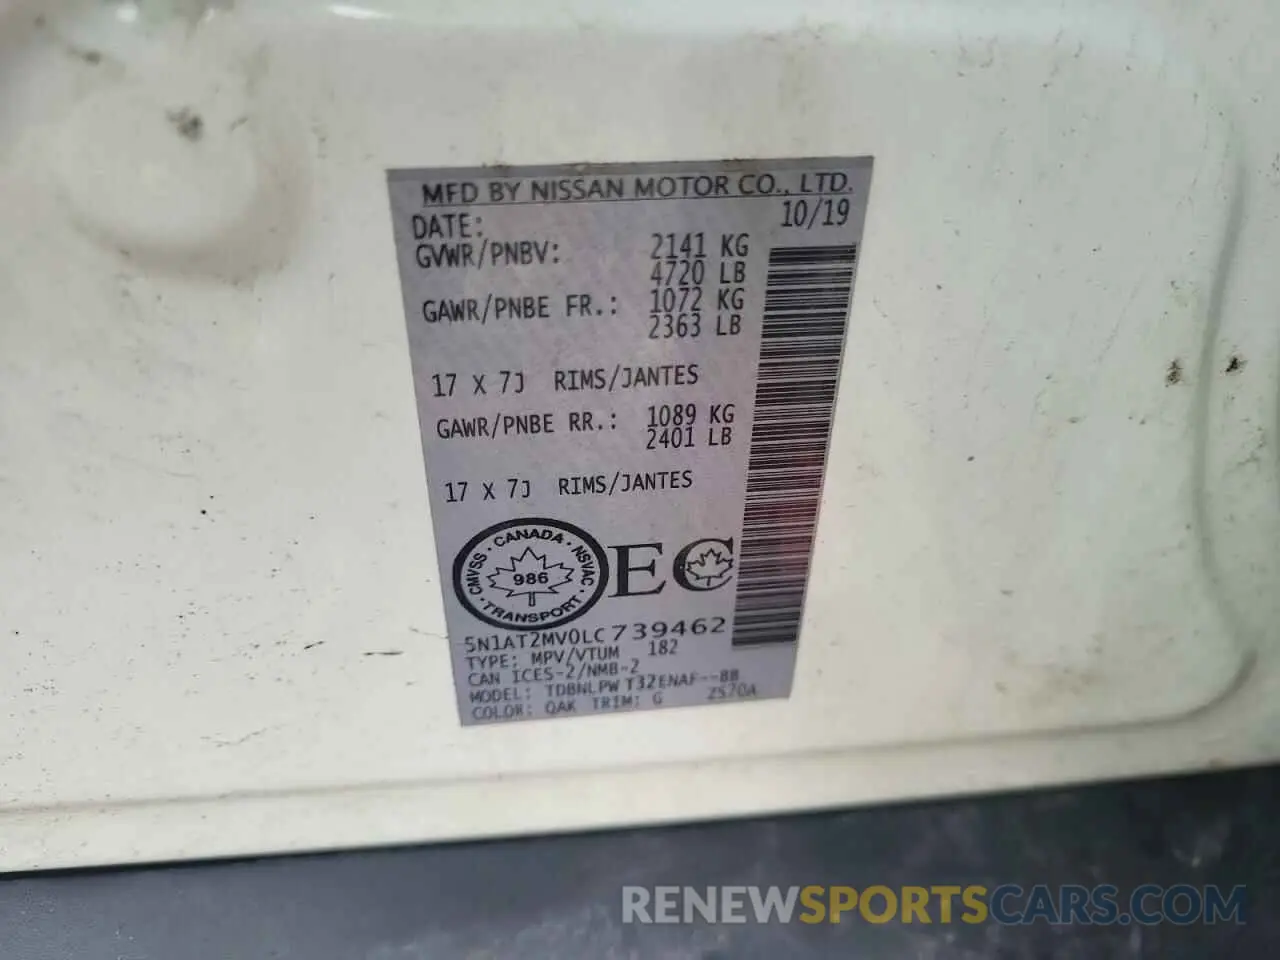 MFD BY NISSAN MOTOR CO., LTD.
DATE: 10/19
GVWR/PNBV: 2141 KG
4720 LB
GAWR/PNBE FR.: 1072 KG
2363 LB
17 X 7J RIMS/JANTES
GAWR/PNBE RR.: 1089 KG
2401 LB
17 X 7J RIMS/JANTES
CMVSS · CANADA · NSVAC · TRANSPORT ·
986
EC
5N1AT2MV0LC739462
TYPE: MPV/VTUM 182
CAN ICES-2/NMB-2
MODEL: TDBNLPW T32ENAF--BB
COLOR: QAK TRIM: G 2570A
RENEWSPORTSCARS.COM